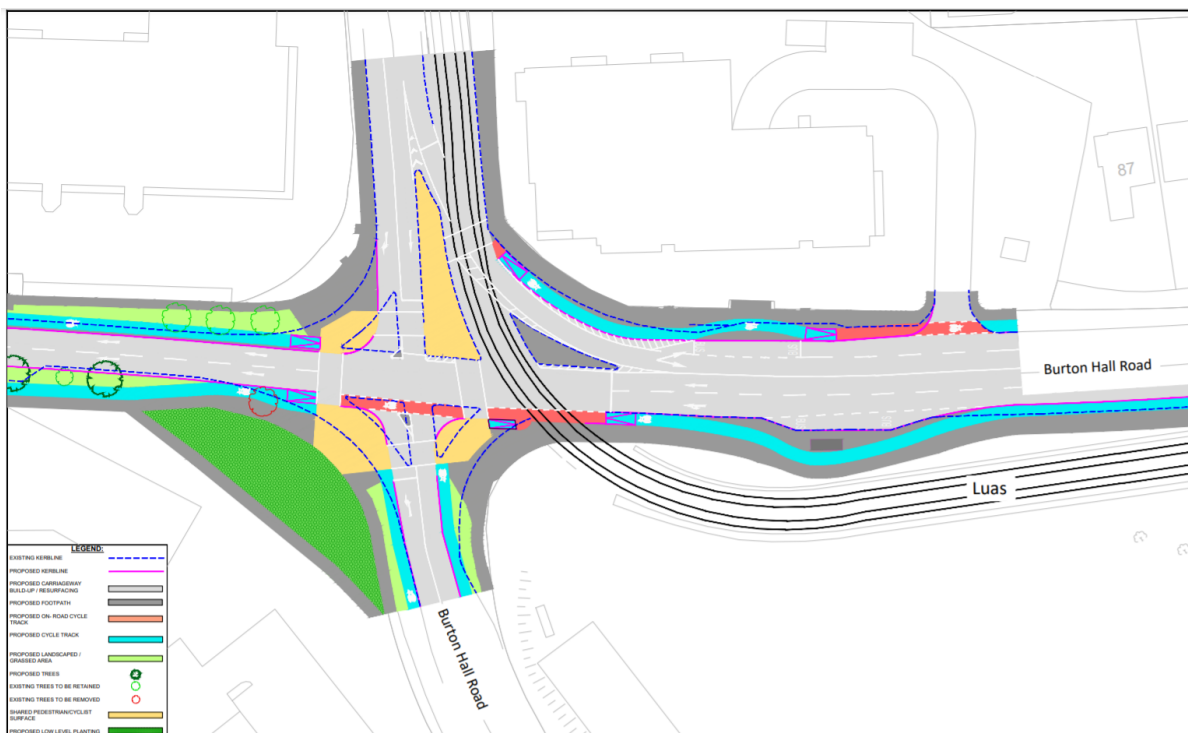 87
Burton Hall Road
Luas
Burton Hall Road
LEGEND:
EXISTING KERBLINE
PROPOSED KERBLINE
PROPOSED CARRIAGEWAY
BUILD-UP / RESURFACING
PROPOSED FOOTPATH
PROPOSED ON- ROAD CYCLE
TRACK
PROPOSED CYCLE TRACK
PROPOSED LANDSCAPED /
GRASSED AREA
PROPOSED TREES
EXISTING TREES TO BE RETAINED
EXISTING TREES TO BE REMOVED
SHARED PEDESTRIAN/CYCLIST
SURFACE
PROPOSED LOW LEVEL PLANTING